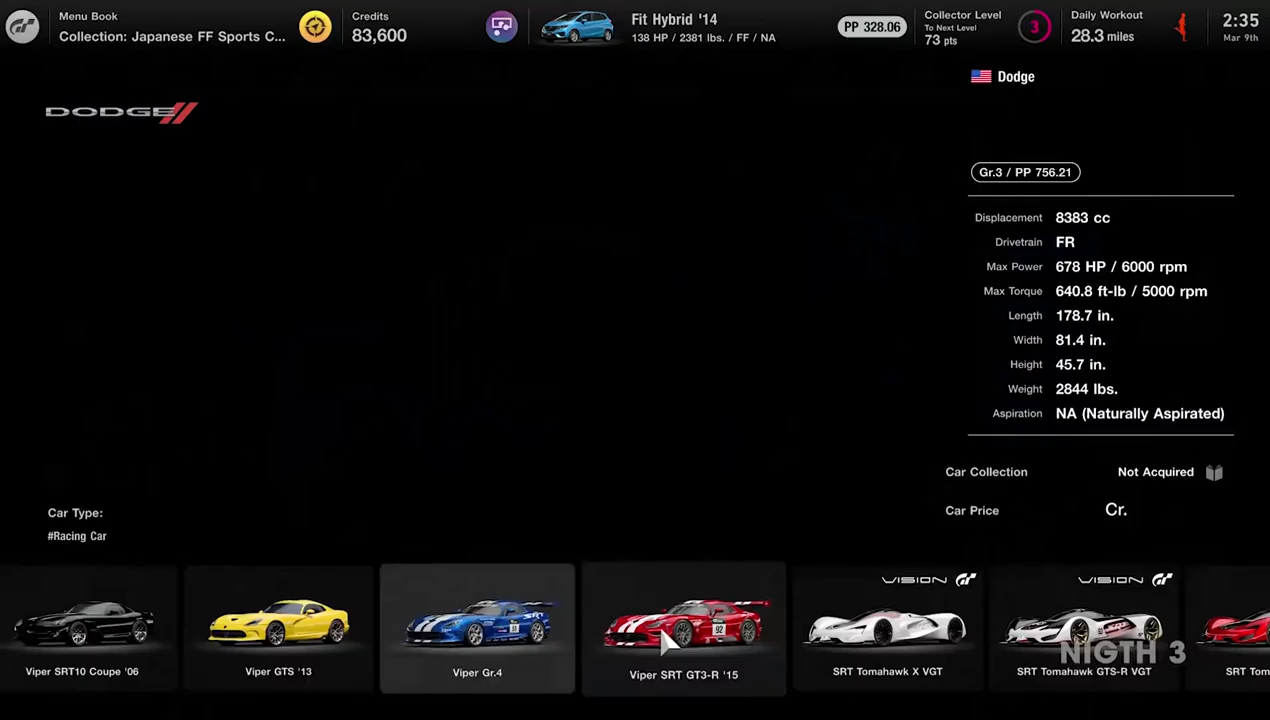 Menu Book
Collection: Japanese FF Sports C...
Credits
83,600
Fit Hybrid '14
138 HP / 2381 lbs. / FF / NA
PP 328.06
Collector Level
To Next Level
73 pts
3
Daily Workout
28.3 miles
2:35
Mar 9th
DODGE
Dodge
Gr.3 / PP 756.21
Displacement 8383 cc
Drivetrain FR
Max Power 678 HP / 6000 rpm
Max Torque 640.8 ft-lb / 5000 rpm
Length 178.7 in.
Width 81.4 in.
Height 45.7 in.
Weight 2844 lbs.
Aspiration NA (Naturally Aspirated)
Car Collection Not Acquired
Car Price Cr.
Car Type:
#Racing Car
VISION GT
VISION GT
92
Viper SRT10 Coupe '06
Viper GTS '13
Viper Gr.4
Viper SRT GT3-R '15
SRT Tomahawk X VGT
SRT Tomahawk GTS-R VGT
SRT Tom
NIGTH 3